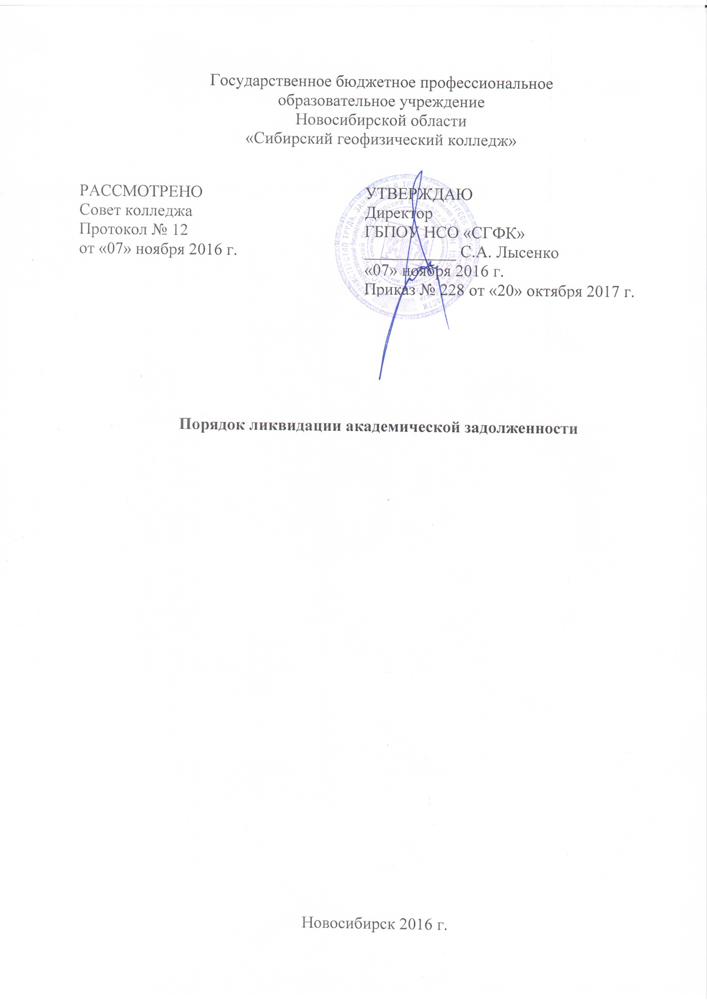 Государственное бюджетное профессиональное
образовательное учреждение
Новосибирской области
«Сибирский геофизический колледж»
РАССМОТРЕНО
Совет колледжа
Протокол № 12
от «07» ноября 2016 г.
УТВЕРЖДАЮ
Директор
ГБПОУ НСО «СГФК»
____________ С.А. Лысенко
«07» ноября 2016 г.
Приказ № 228 от «20» октября 2017 г.
Порядок ликвидации академической задолженности
Новосибирск 2016 г.